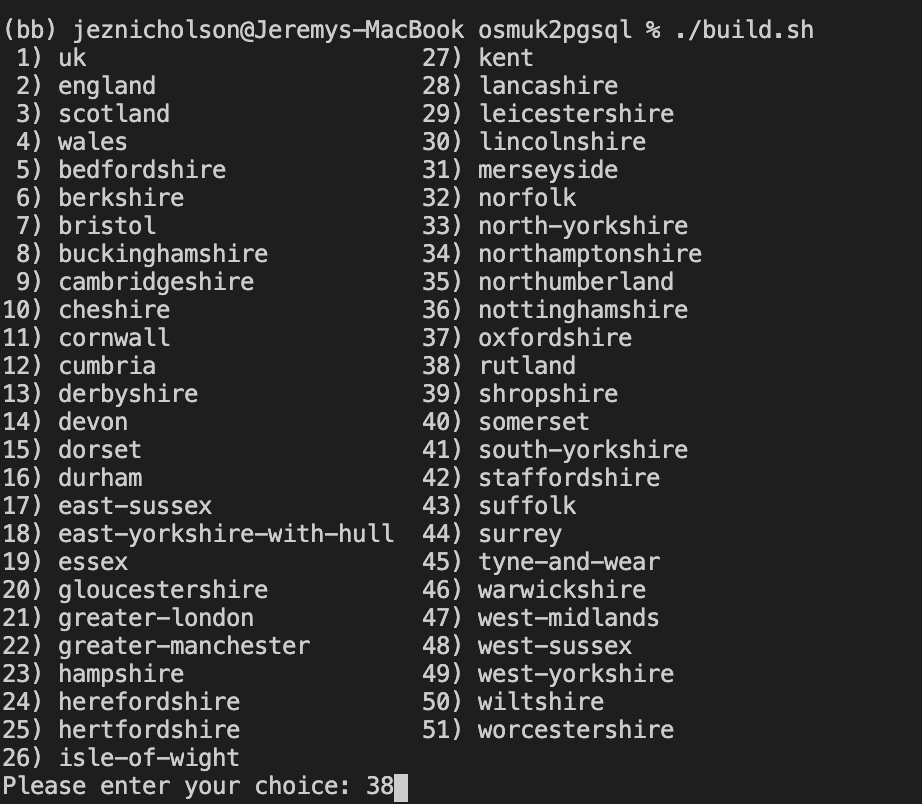 (bb) jeznicholson@Jeremys-MacBook osmuk2pgsql % ./build.sh
 1) uk                        27) kent
 2) england                   28) lancashire
 3) scotland                  29) leicestershire
 4) wales                     30) lincolnshire
 5) bedfordshire              31) merseyside
 6) berkshire                 32) norfolk
 7) bristol                   33) north-yorkshire
 8) buckinghamshire           34) northamptonshire
 9) cambridgeshire            35) northumberland
10) cheshire                  36) nottinghamshire
11) cornwall                  37) oxfordshire
12) cumbria                   38) rutland
13) derbyshire                39) shropshire
14) devon                     40) somerset
15) dorset                    41) south-yorkshire
16) durham                    42) staffordshire
17) east-sussex               43) suffolk
18) east-yorkshire-with-hull  44) surrey
19) essex                     45) tyne-and-wear
20) gloucestershire           46) warwickshire
21) greater-london            47) west-midlands
22) greater-manchester        48) west-sussex
23) hampshire                 49) west-yorkshire
24) herefordshire             50) wiltshire
25) hertfordshire             51) worcestershire
26) isle-of-wight
Please enter your choice: 38